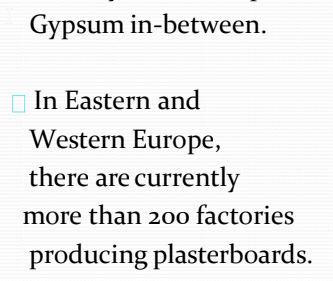 Gypsum in-between.
In Eastern and
Western Europe,
there are currently
more than 200 factories
producing plasterboards.